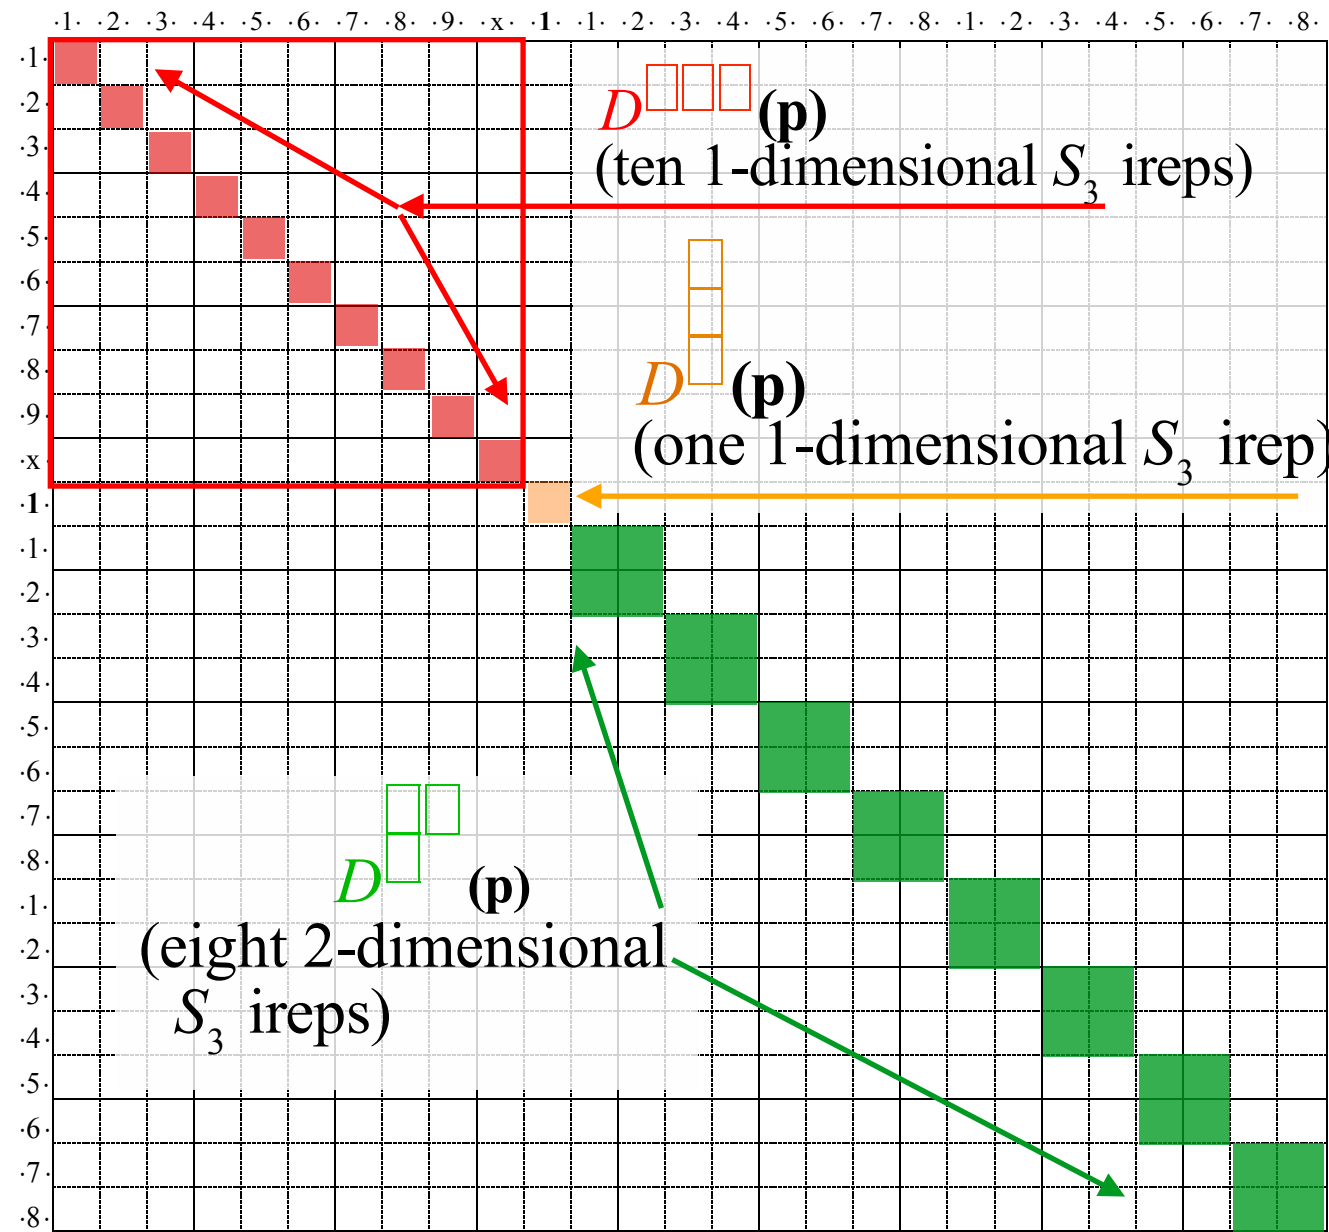 ·1· ·2· ·3· ·4· ·5· ·6· ·7· ·8· ·9· ·x· ·1· ·1· ·2· ·3· ·4· ·5· ·6· ·7· ·8· ·1· ·2· ·3· ·4· ·5· ·6· ·7· ·8·
·1·
·2·
·3·
·4·
·5·
·6·
·7·
·8·
·9·
·x·
·1·
·1·
·2·
·3·
·4·
·5·
·6·
·7·
·8·
·1·
·2·
·3·
·4·
·5·
·6·
·7·
·8·
D (p)
(ten 1-dimensional S3 ireps)
D (p)
(one 1-dimensional S3 irep)
D (p)
(eight 2-dimensional
S3 ireps)